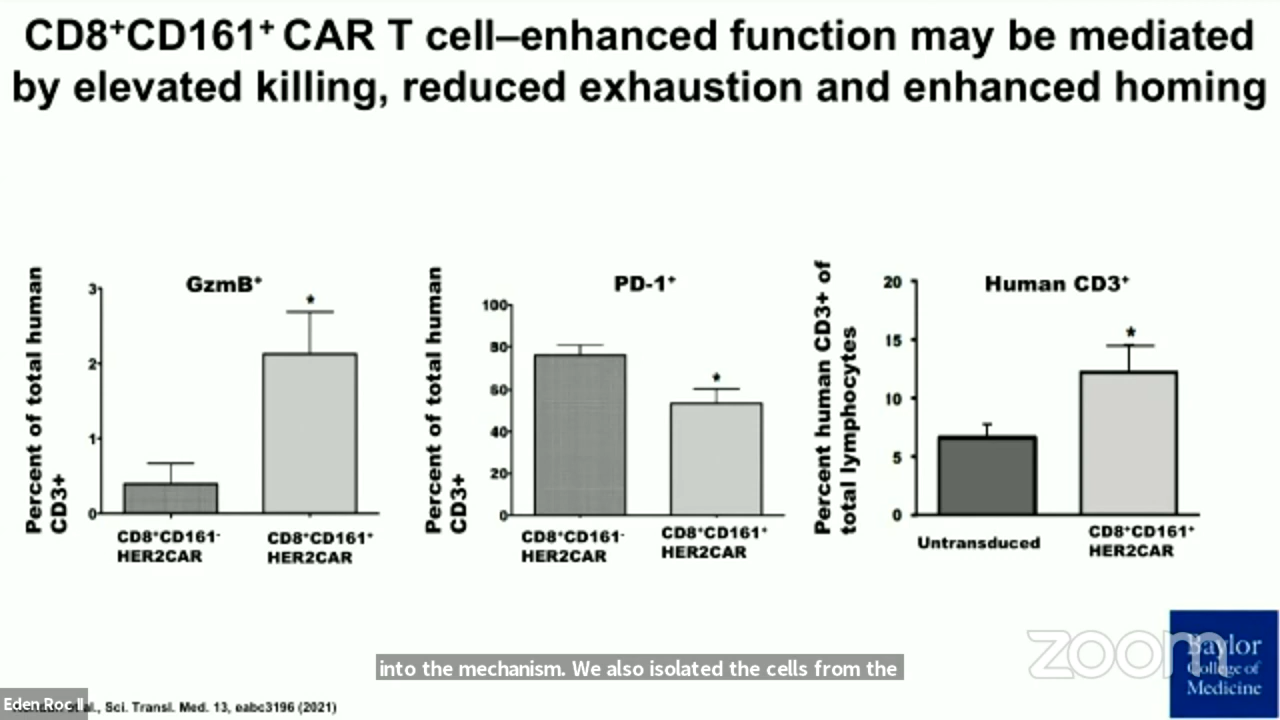 CD8⁺CD161⁺ CAR T cell–enhanced function may be mediated
by elevated killing, reduced exhaustion and enhanced homing
Percent of total human
CD3+
GzmB⁺
3
2
1
0
*
CD8⁺CD161⁻
HER2CAR
CD8⁺CD161⁺
HER2CAR
Percent of total human
CD3+
PD-1⁺
100
80
60
40
20
0
*
CD8⁺CD161⁻
HER2CAR
CD8⁺CD161⁺
HER2CAR
Percent human CD3+ of
total lymphocytes
Human CD3⁺
20
15
10
5
0
*
Untransduced
CD8⁺CD161⁺
HER2CAR
into the mechanism. We also isolated the cells from the
zoom
Baylor
College of
Medicine
Eden Roc II
al., Sci. Transl. Med. 13, eabc3196 (2021)